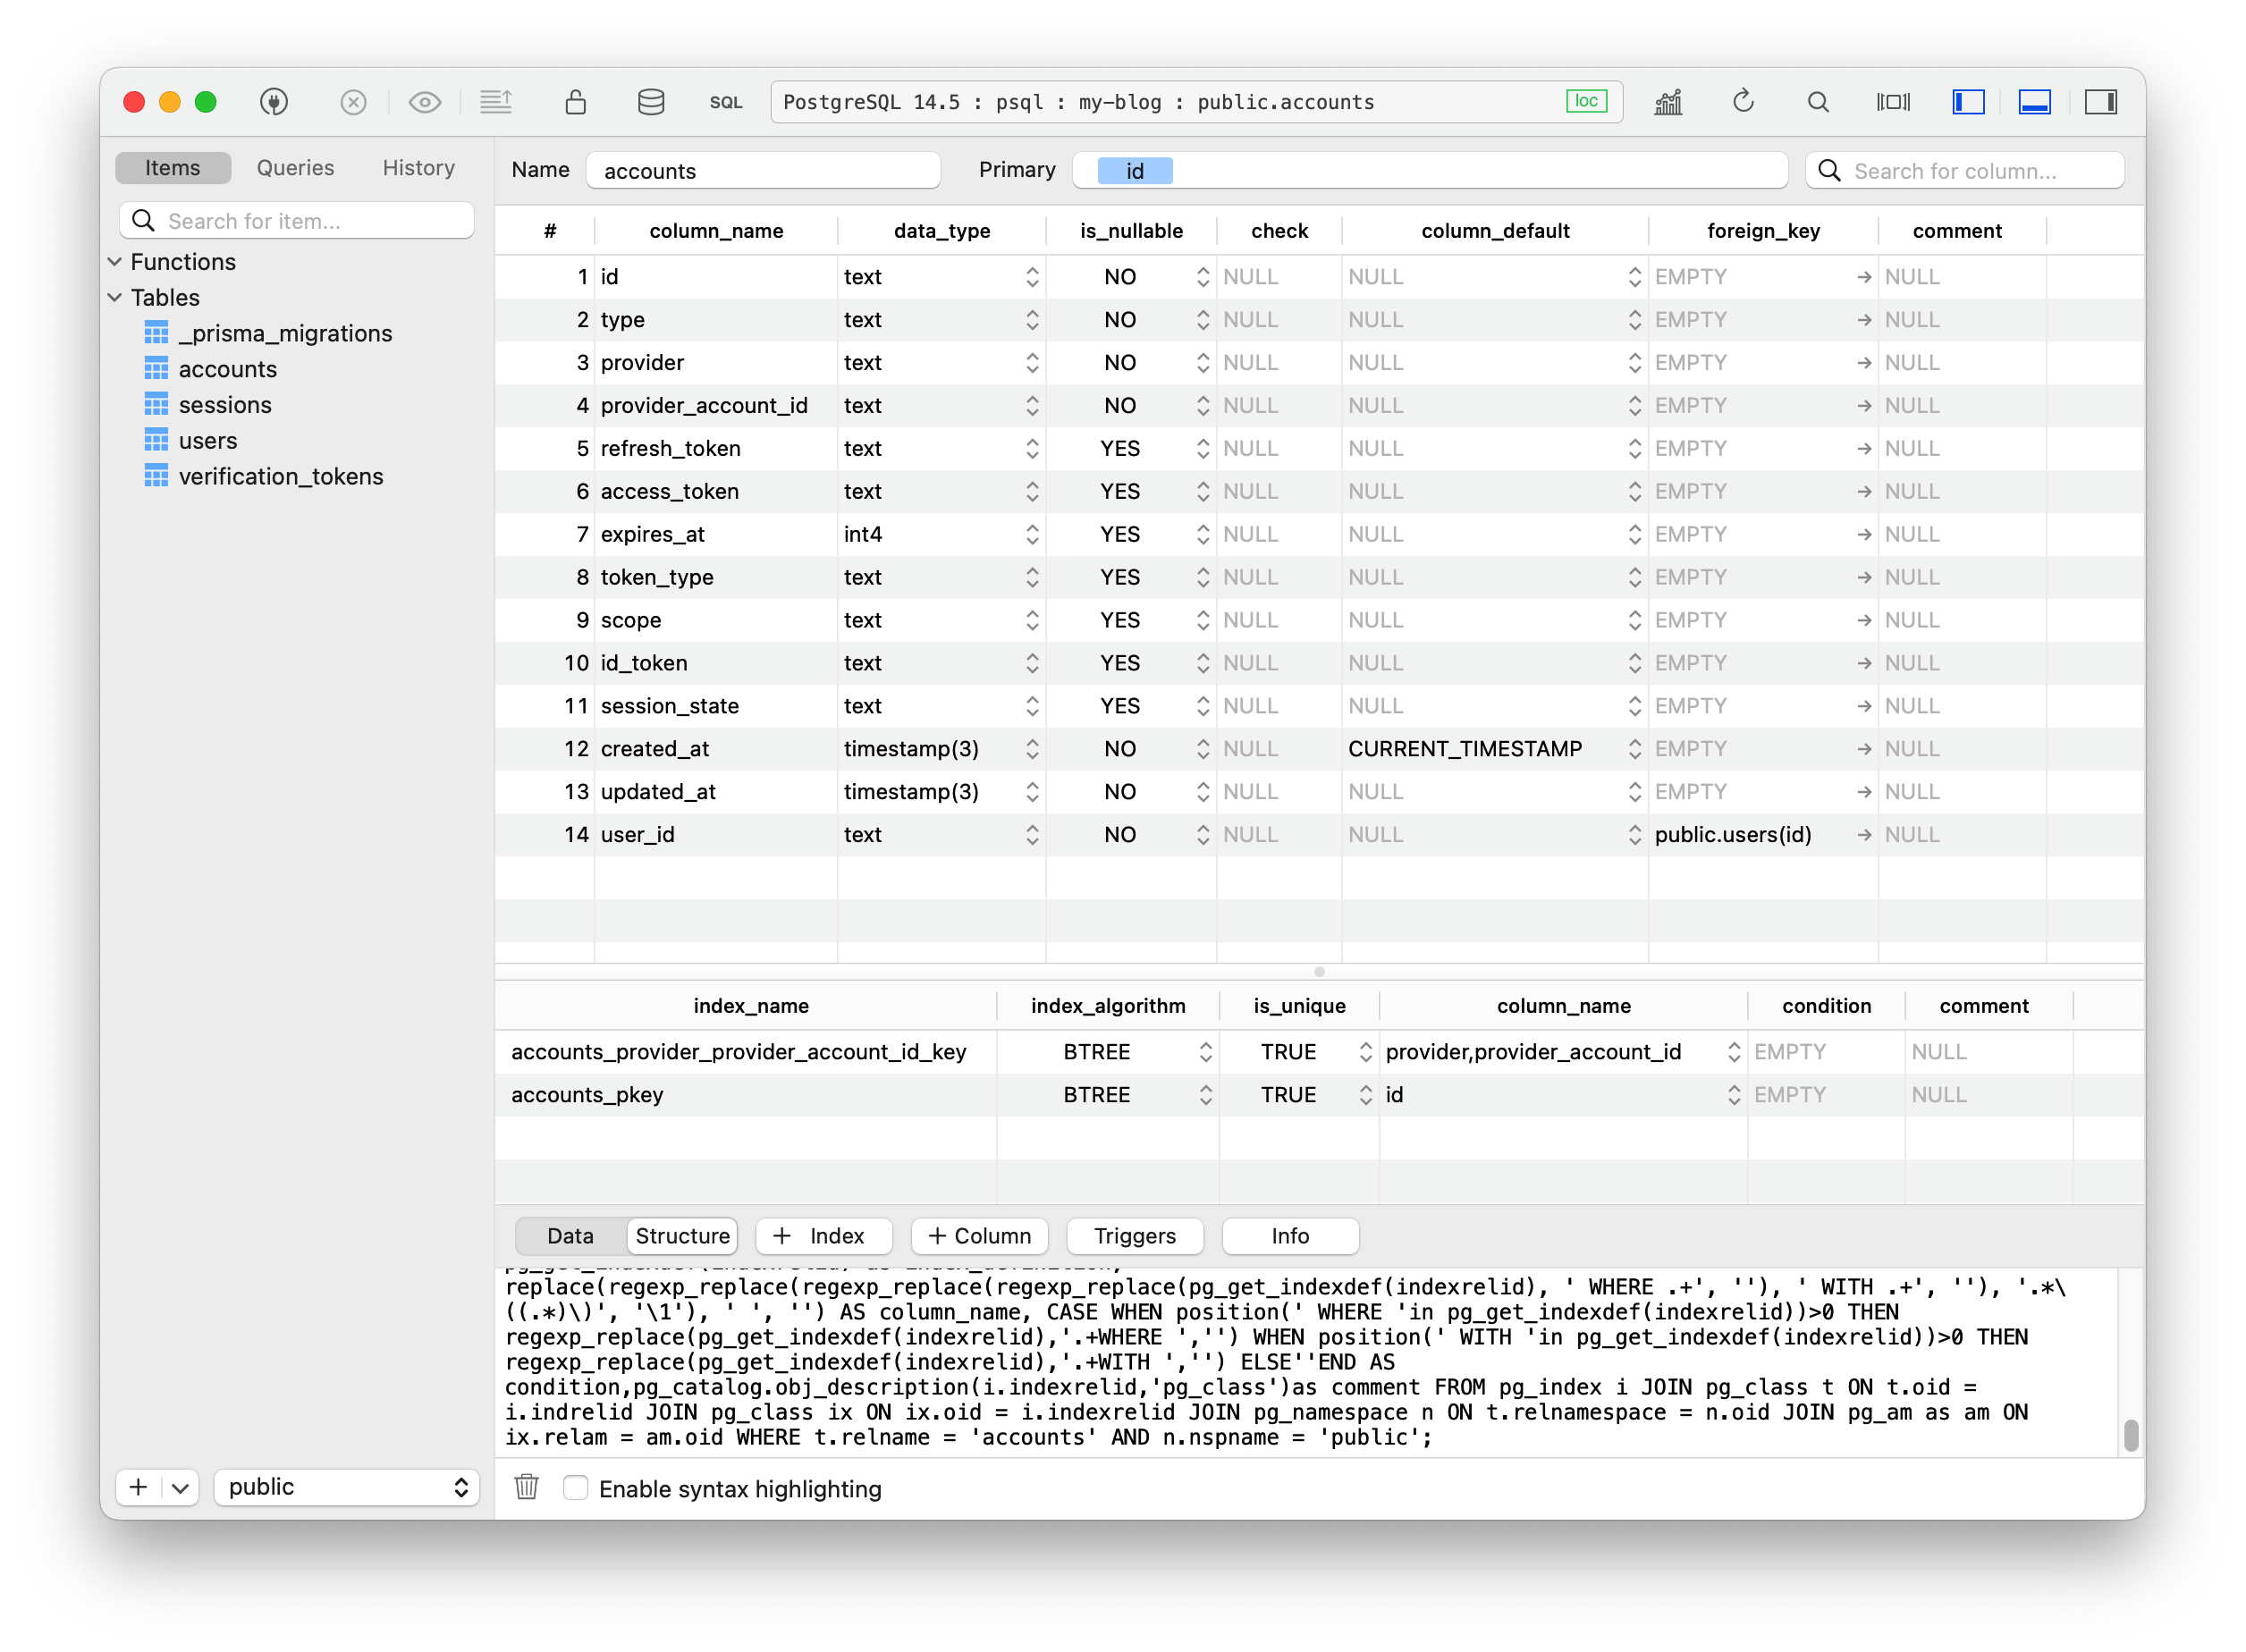 SQL
PostgreSQL 14.5 : psql : my-blog : public.accounts
loc
Items Queries History
Search for item...
Functions
Tables
_prisma_migrations
accounts
sessions
users
verification_tokens
public
Name accounts Primary id Search for column...
# column_name data_type is_nullable check column_default foreign_key comment
1 id text NO NULL NULL EMPTY NULL
2 type text NO NULL NULL EMPTY NULL
3 provider text NO NULL NULL EMPTY NULL
4 provider_account_id text NO NULL NULL EMPTY NULL
5 refresh_token text YES NULL NULL EMPTY NULL
6 access_token text YES NULL NULL EMPTY NULL
7 expires_at int4 YES NULL NULL EMPTY NULL
8 token_type text YES NULL NULL EMPTY NULL
9 scope text YES NULL NULL EMPTY NULL
10 id_token text YES NULL NULL EMPTY NULL
11 session_state text YES NULL NULL EMPTY NULL
12 created_at timestamp(3) NO NULL CURRENT_TIMESTAMP EMPTY NULL
13 updated_at timestamp(3) NO NULL NULL EMPTY NULL
14 user_id text NO NULL NULL public.users(id) NULL
index_name index_algorithm is_unique column_name condition comment
accounts_provider_provider_account_id_key BTREE TRUE provider,provider_account_id EMPTY NULL
accounts_pkey BTREE TRUE id EMPTY NULL
Data Structure + Index + Column Triggers Info
replace(regexp_replace(regexp_replace(regexp_replace(pg_get_indexdef(indexrelid), ' WHERE .+', ''), ' WITH .+', ''), '.*\
((.*)\)', '\1'), ' ', '') AS column_name, CASE WHEN position(' WHERE 'in pg_get_indexdef(indexrelid))>0 THEN
regexp_replace(pg_get_indexdef(indexrelid),'.+WHERE ','') WHEN position(' WITH 'in pg_get_indexdef(indexrelid))>0 THEN
regexp_replace(pg_get_indexdef(indexrelid),'.+WITH ','') ELSE''END AS
condition,pg_catalog.obj_description(i.indexrelid,'pg_class')as comment FROM pg_index i JOIN pg_class t ON t.oid =
i.indrelid JOIN pg_class ix ON ix.oid = i.indexrelid JOIN pg_namespace n ON t.relnamespace = n.oid JOIN pg_am as am ON
ix.relam = am.oid WHERE t.relname = 'accounts' AND n.nspname = 'public';
Enable syntax highlighting